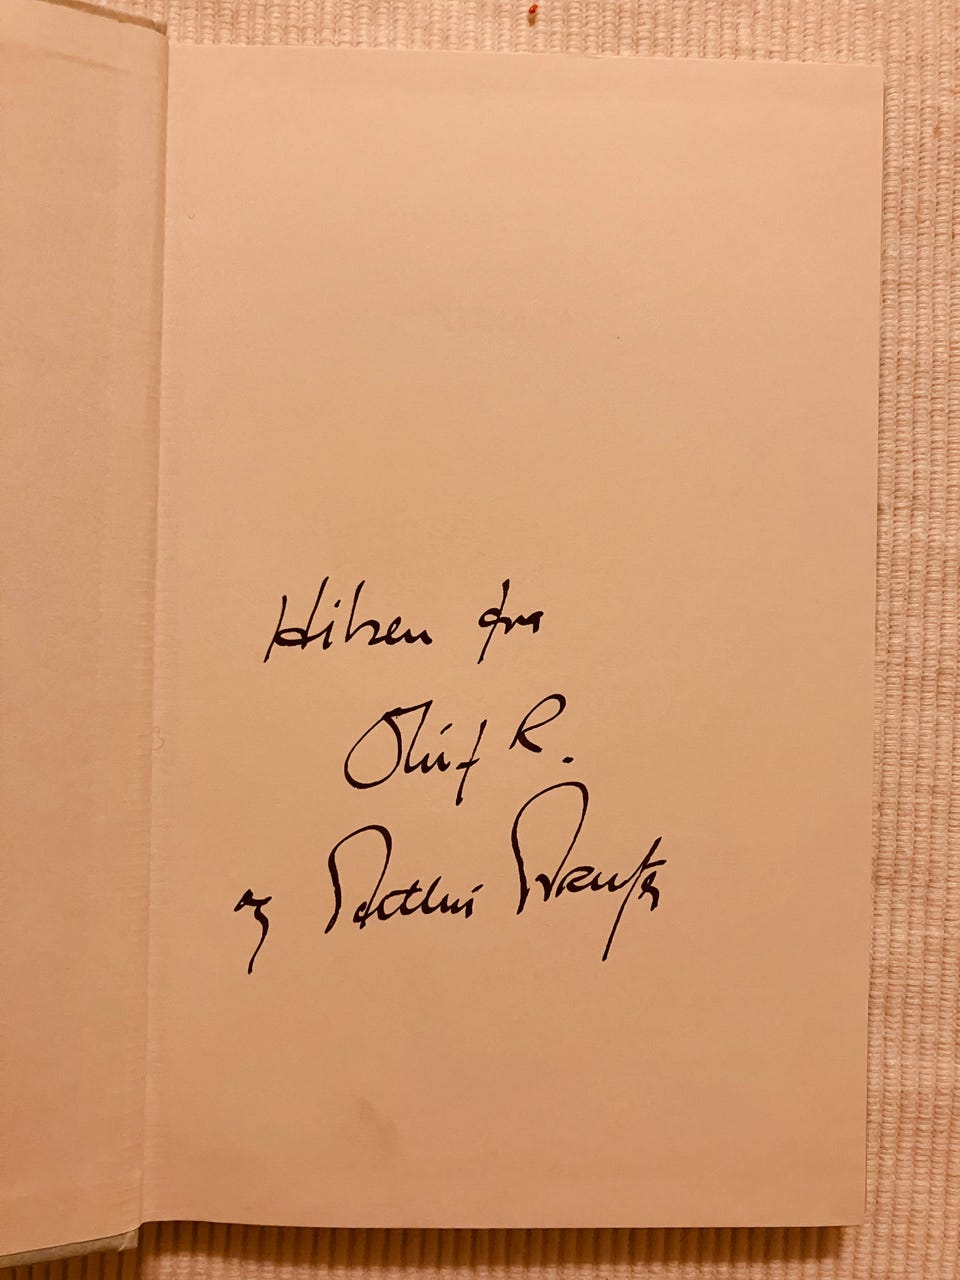 Hilsen fra
Oluf R.
og